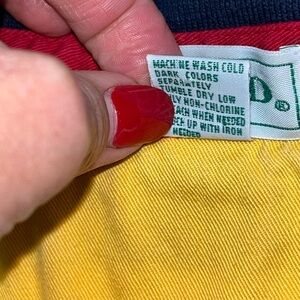 MACHINE WASH COLD
DARK COLORS
SEPARATELY
TUMBLE DRY LOW
NON-CHLORINE
WHEN NEEDED
UP WITH IRON
NEEDED
D®